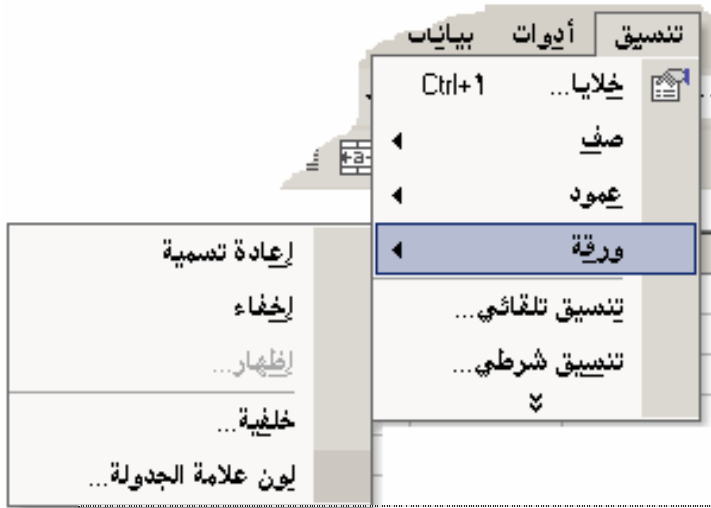 تنسيق أدوات بيانات
خلايا... Ctrl+١
صف
عمود
ورقة
تنسيق تلقائي...
تنسيق شرطي...
إعادة تسمية
إخفاء
إظهار...
خلفية...
لون علامة الجدولة...